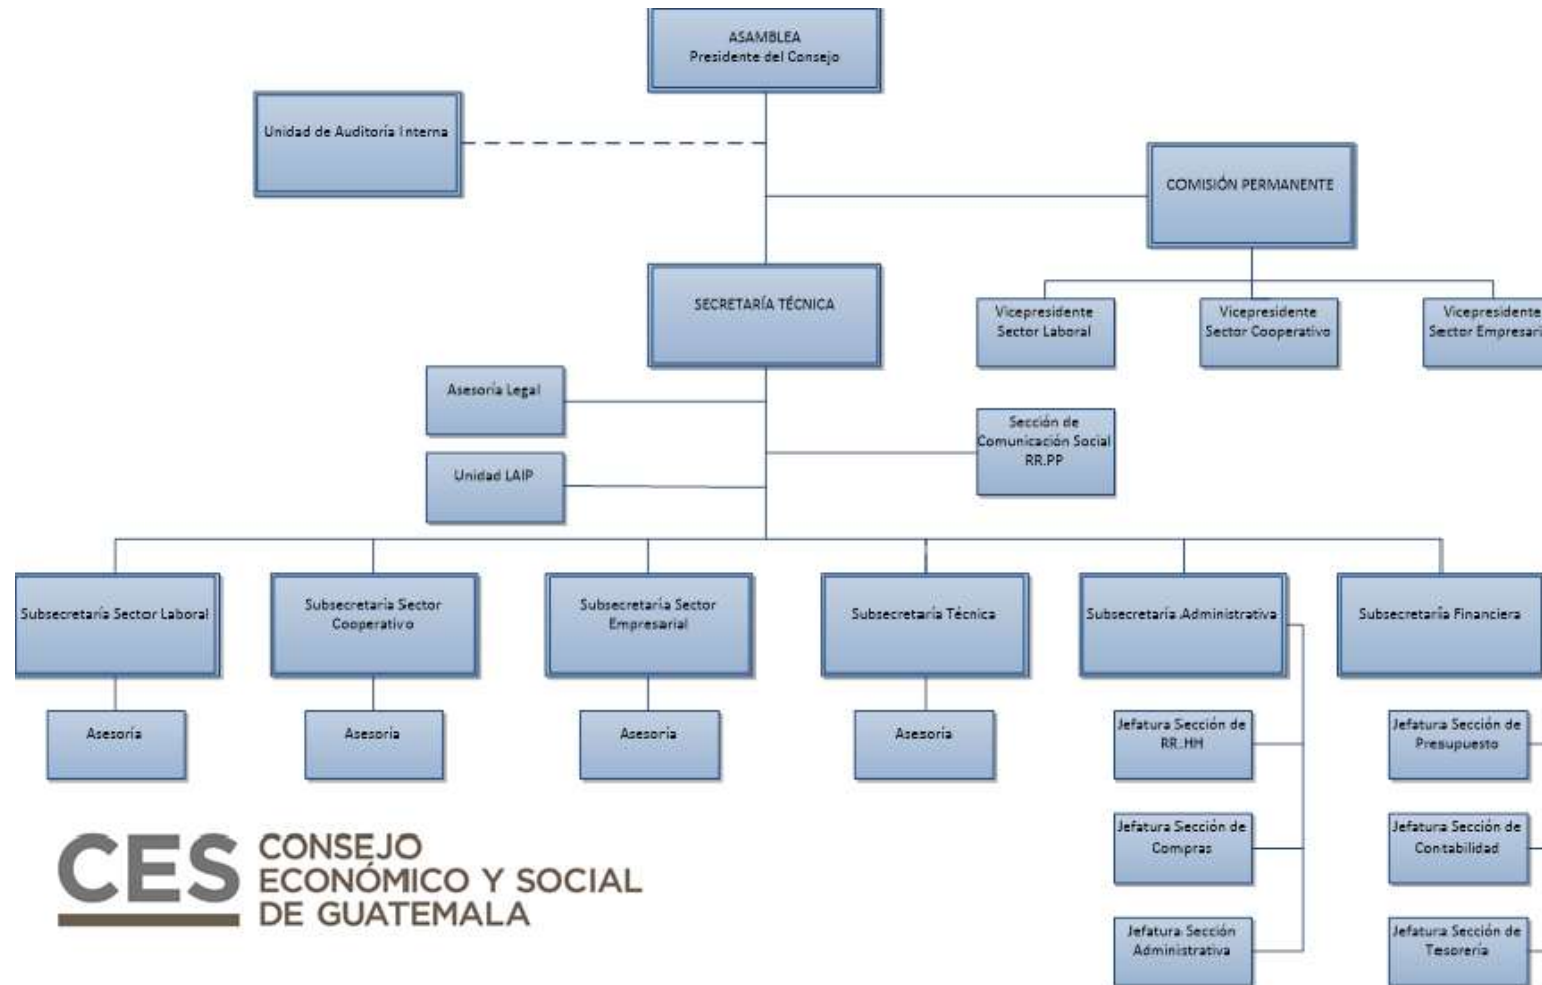 ASAMBLEA
Presidente del Consejo
Unidad de Auditoría Interna
COMISIÓN PERMANENTE
SECRETARÍA TÉCNICA
Vicepresidente
Sector Laboral
Vicepresidente
Sector Cooperativo
Vicepresidente
Sector Empresari
Asesoría Legal
Sección de
Comunicación Social
RR.PP
Unidad LAIP
Subsecretaría Sector Laboral
Subsecretaría Sector
Cooperativo
Subsecretaría Sector
Empresarial
Subsecretaría Técnica
Subsecretaría Administrativa
Subsecretaría Financiera
Asesoría
Asesoría
Asesoría
Asesoría
Jefatura Sección de
RR.HH
Jefatura Sección de
Presupuesto
Jefatura Sección de
Compras
Jefatura Sección de
Contabilidad
Jefatura Sección
Administrativa
Jefatura Sección de
Tesorería
CES
CONSEJO
ECONÓMICO Y SOCIAL
DE GUATEMALA